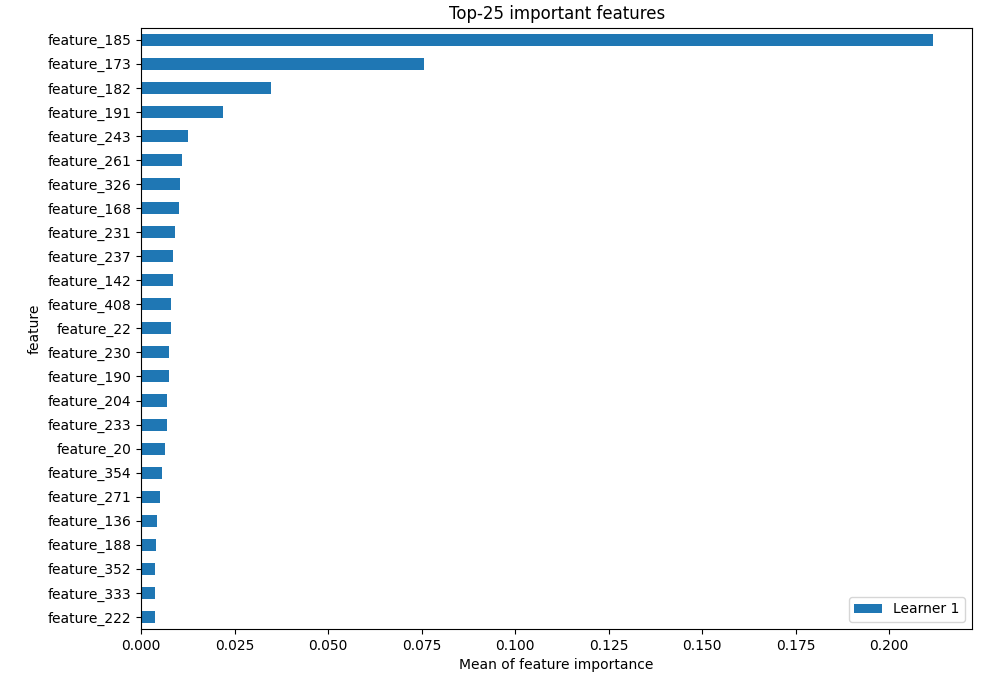 Top-25 important features
feature_185
feature_173
feature_182
feature_191
feature_243
feature_261
feature_326
feature_168
feature_231
feature_237
feature_142
feature_408
feature_22
feature_230
feature_190
feature_204
feature_233
feature_20
feature_354
feature_271
feature_136
feature_188
feature_352
feature_333
feature_222
feature
Learner 1
0.000 0.025 0.050 0.075 0.100 0.125 0.150 0.175 0.200
Mean of feature importance